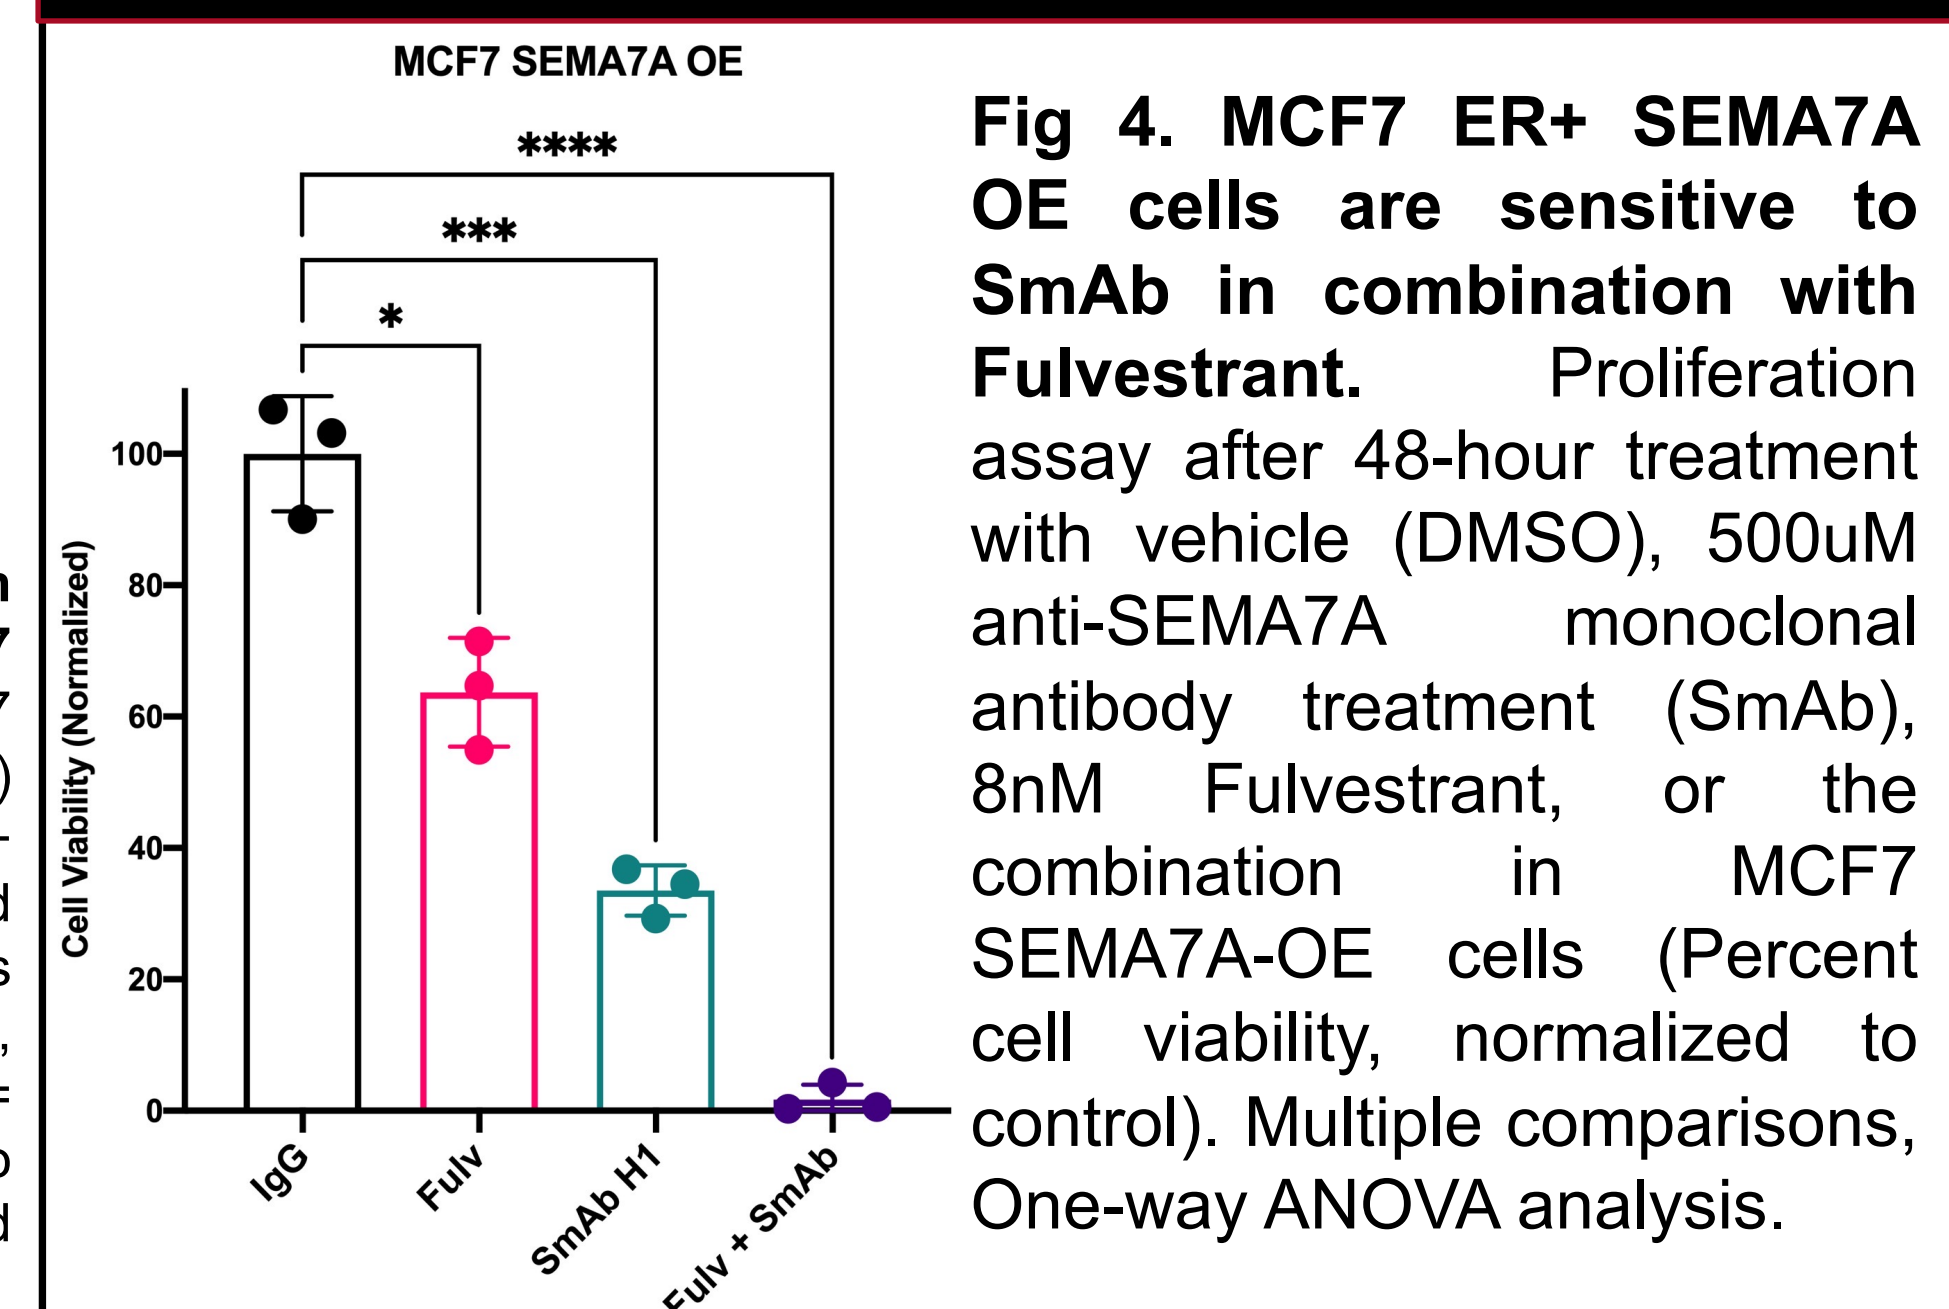 MCF7 SEMA7A OE
****
***
*
100
80
60
40
20
0
Cell Viability (Normalized)
IgG
Fulv
SmAb H1
Fulv + SmAb
Fig 4. MCF7 ER+ SEMA7A
OE cells are sensitive to
SmAb in combination with
Fulvestrant. Proliferation
assay after 48-hour treatment
with vehicle (DMSO), 500uM
anti-SEMA7A monoclonal
antibody treatment (SmAb),
8nM Fulvestrant, or the
combination in MCF7
SEMA7A-OE cells (Percent
cell viability, normalized to
control). Multiple comparisons,
One-way ANOVA analysis.